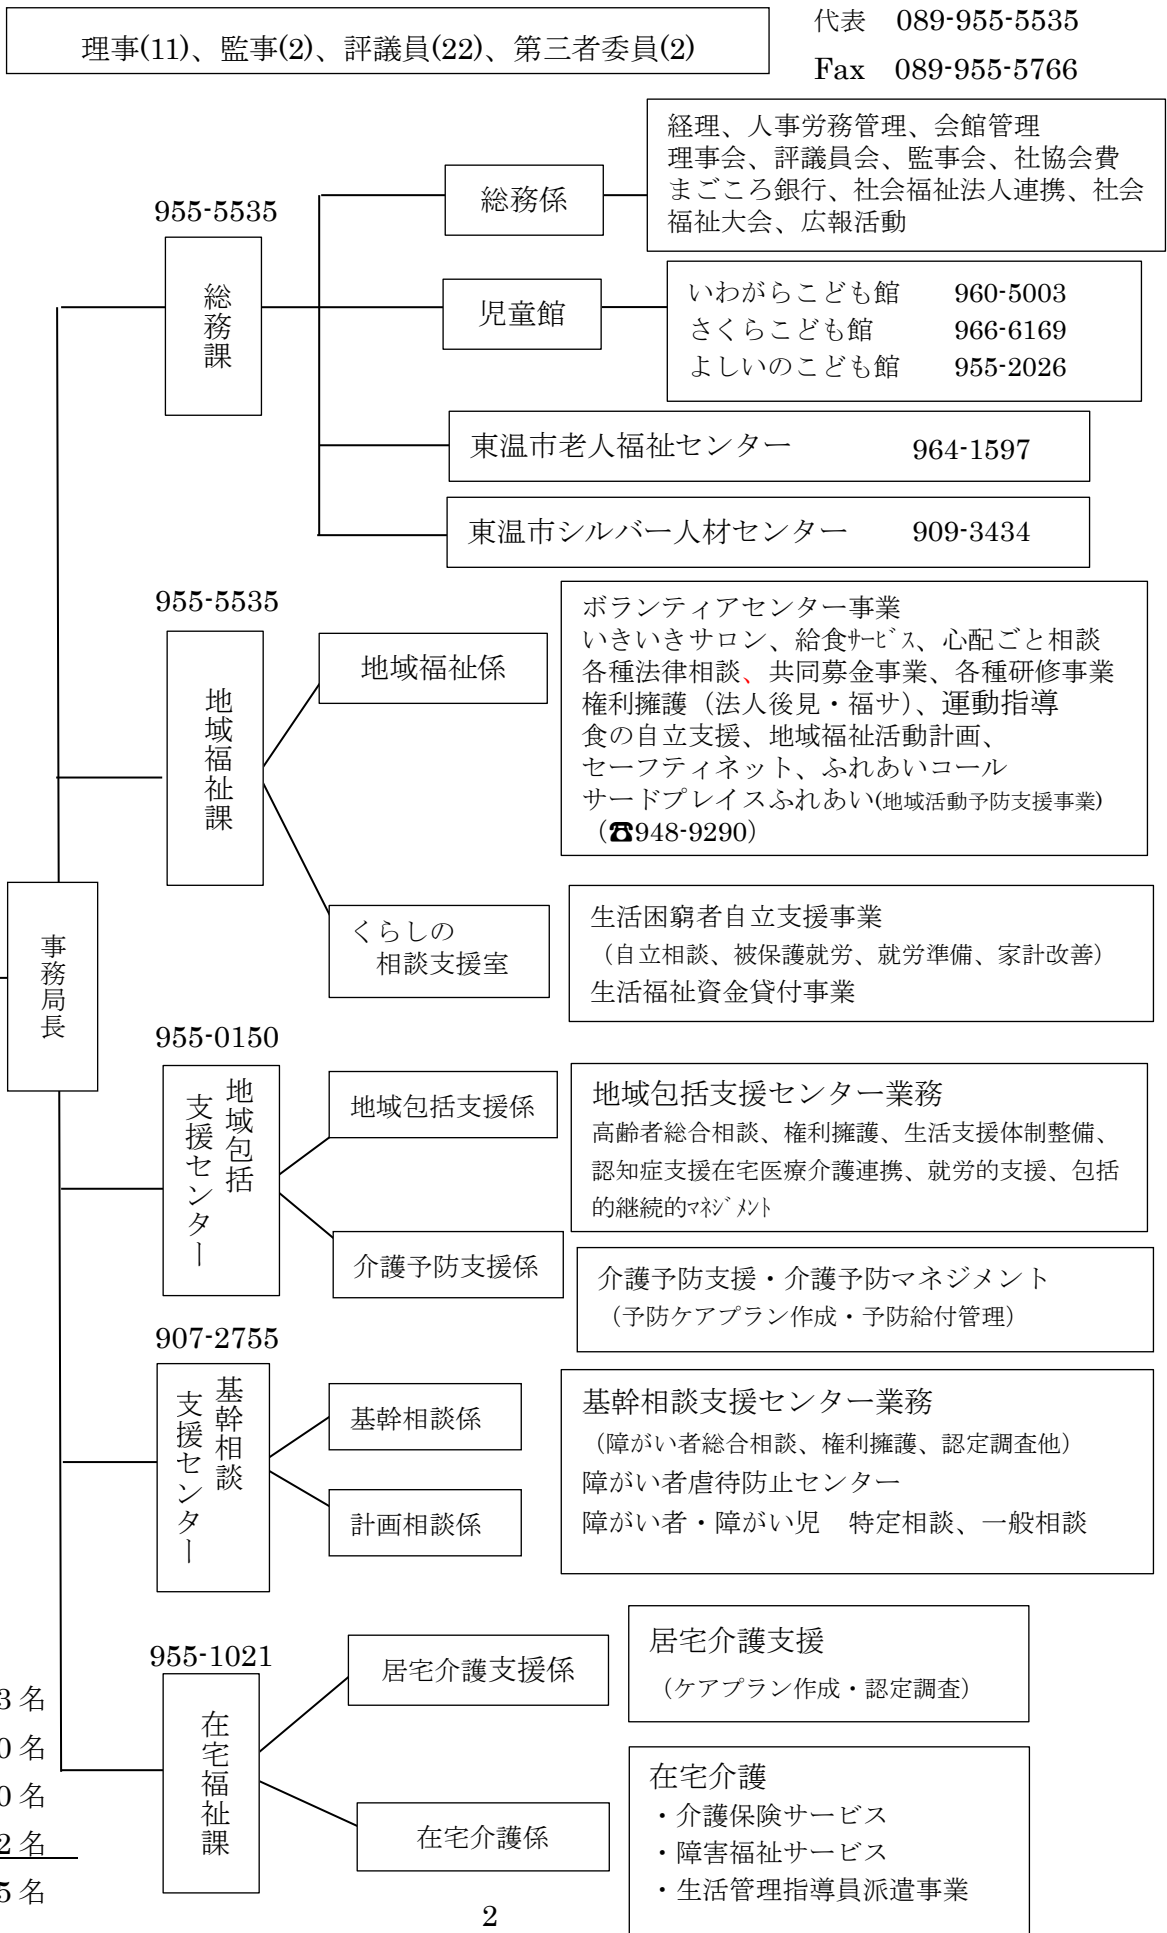 理事(11)、監事(2)、評議員(22)、第三者委員(2)
代表　089-955-5535
Fax　089-955-5766
955-5535
総務課
総務係
経理、人事労務管理、会館管理
理事会、評議員会、監事会、社協会費
まごころ銀行、社会福祉法人連携、社会
福祉大会、広報活動
児童館
いわがらこども館　960-5003
さくらこども館　966-6169
よしいのこども館　955-2026
東温市老人福祉センター　964-1597
東温市シルバー人材センター　909-3434
955-5535
地域福祉課
地域福祉係
ボランティアセンター事業
いきいきサロン、給食ｻｰﾋﾞｽ、心配ごと相談
各種法律相談、共同募金事業、各種研修事業
権利擁護（法人後見・福サ）、運動指導
食の自立支援、地域福祉活動計画、
セーフティネット、ふれあいコール
サードプレイスふれあい(地域活動予防支援事業)
（☎948-9290）
くらしの
相談支援室
生活困窮者自立支援事業
（自立相談、被保護就労、就労準備、家計改善）
生活福祉資金貸付事業
事務局長
955-0150
地域包括
支援センター
地域包括支援係
地域包括支援センター業務
高齢者総合相談、権利擁護、生活支援体制整備、
認知症支援在宅医療介護連携、就労的支援、包括
的継続的ﾏﾈｼﾞﾒﾝﾄ
介護予防支援係
介護予防支援・介護予防マネジメント
（予防ケアプラン作成・予防給付管理）
907-2755
基幹相談
支援センター
基幹相談係
計画相談係
基幹相談支援センター業務
（障がい者総合相談、権利擁護、認定調査他）
障がい者虐待防止センター
障がい者・障がい児　特定相談、一般相談
955-1021
在宅福祉課
居宅介護支援係
居宅介護支援
（ケアプラン作成・認定調査）
在宅介護係
在宅介護
・介護保険サービス
・障害福祉サービス
・生活管理指導員派遣事業
3 名
0 名
0 名
2 名
5 名
2